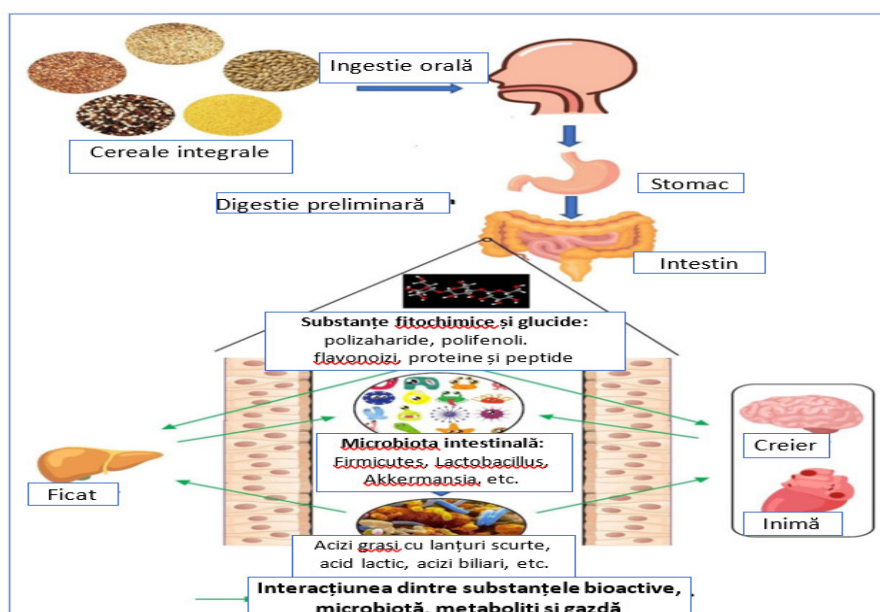 Ingestie orală
Cereale integrale
Stomac
Digestie preliminară
Intestin
Substanțe fitochimice și glucide:
polizaharide, polifenoli.
flavonoizi, proteine și peptide
Microbiota intestinală:
Firmicutes, Lactobacillus,
Akkermansia, etc.
Creier
Ficat
Inimă
Acizi grași cu lanțuri scurte,
acid lactic, acizi biliari, etc.
Interacțiunea dintre substanțele bioactive,
microbiotă, metaboliți și gazdă